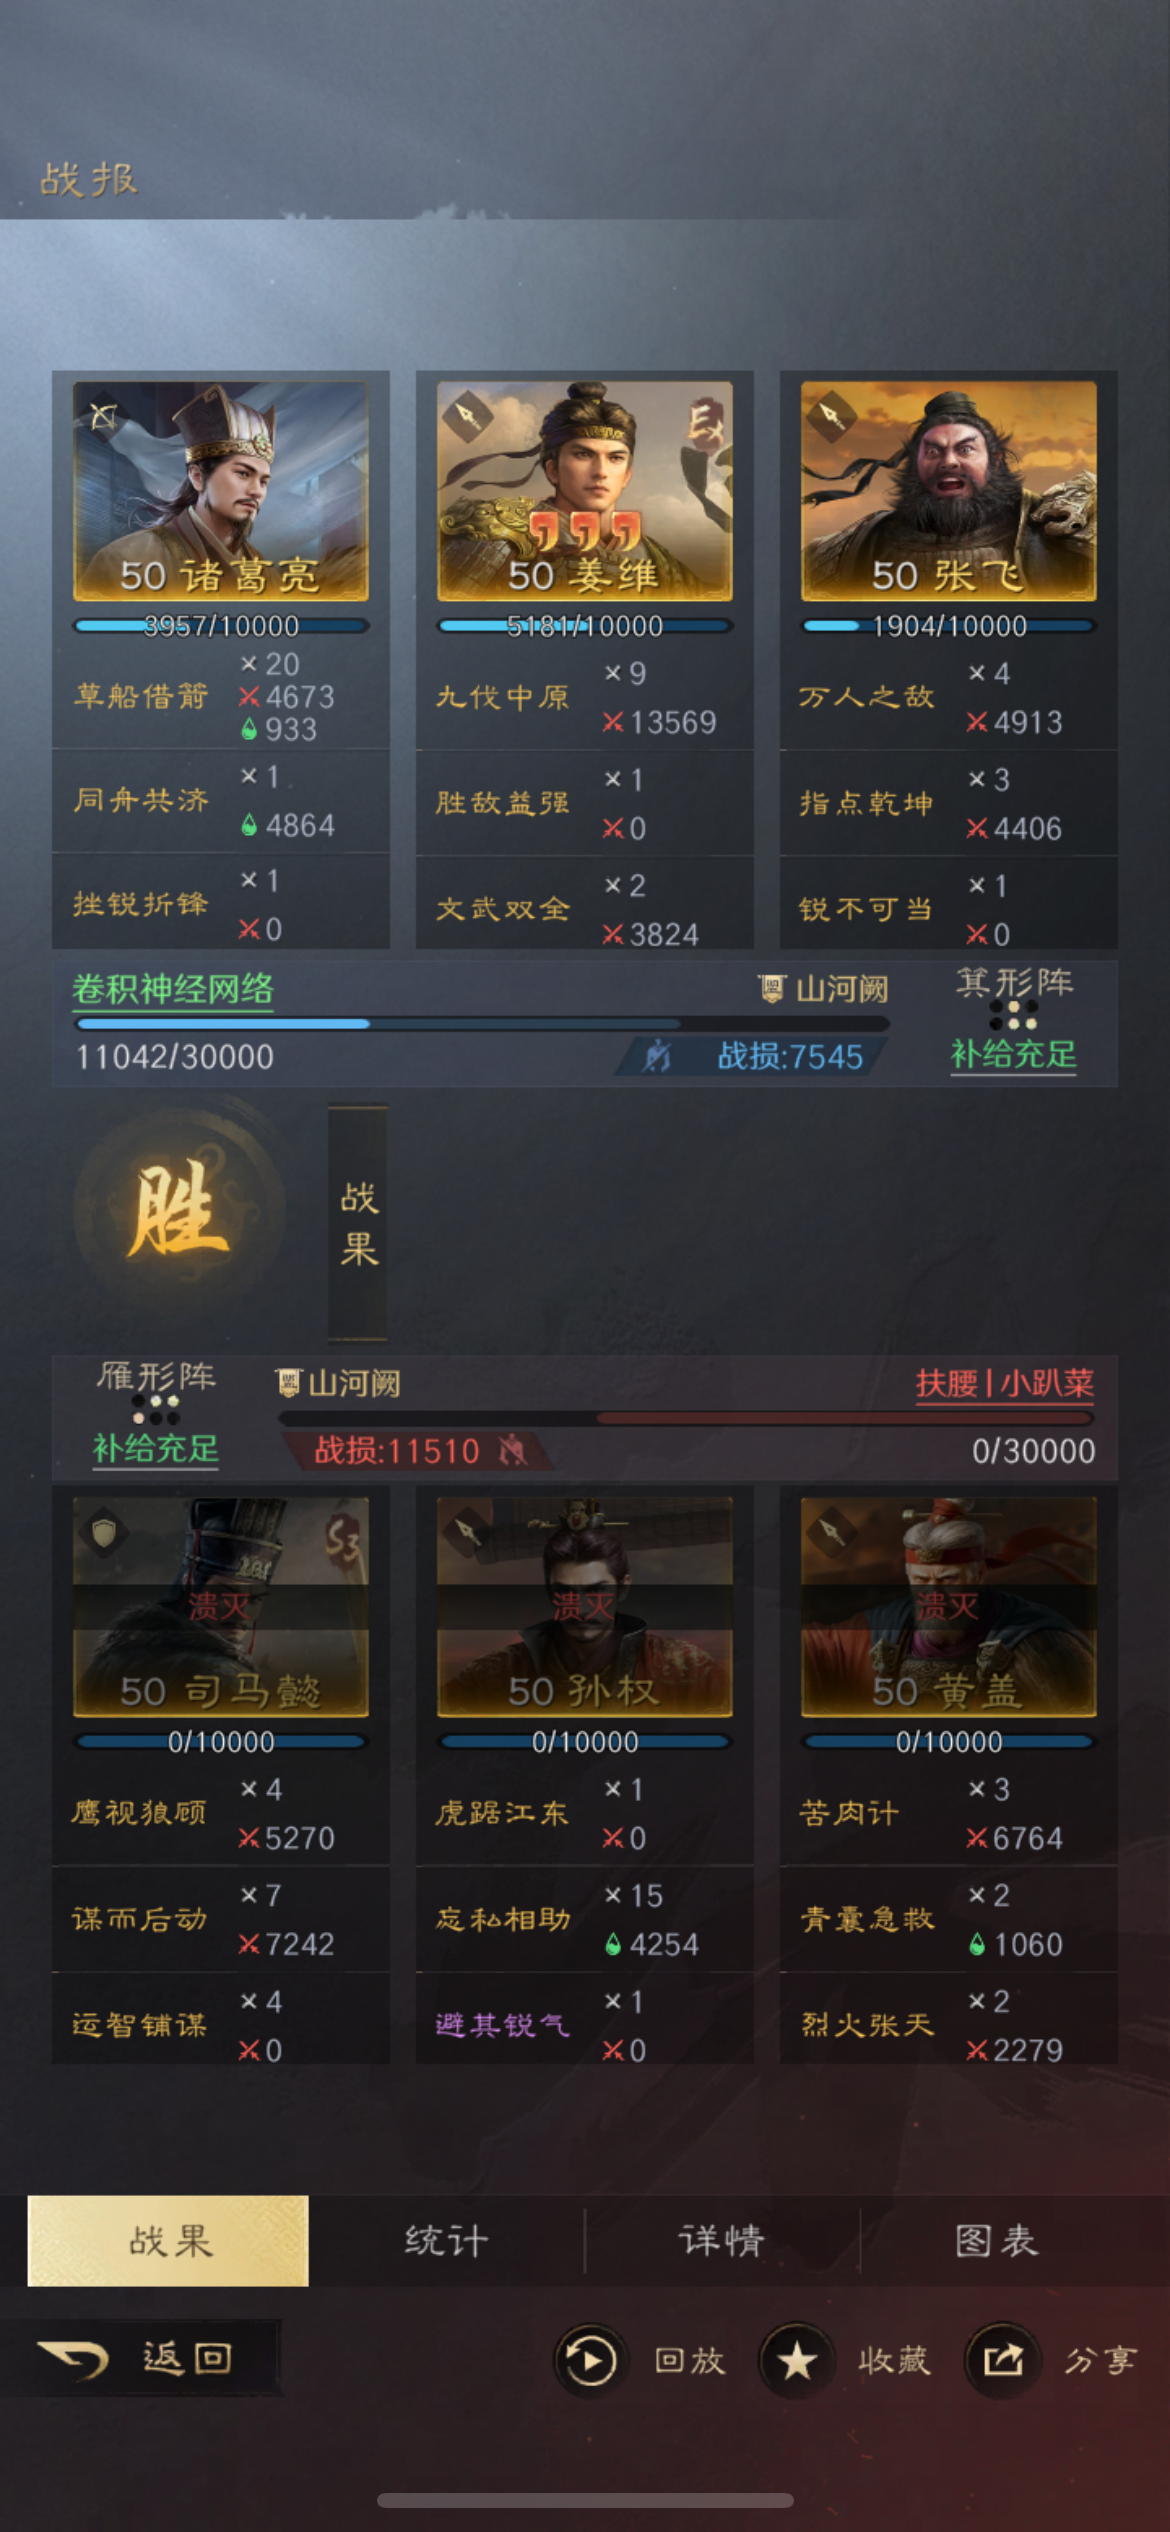 战报
Ex
50 诸葛亮
50 姜维
50 张飞
3957/10000
5181/10000
1904/10000
草船借箭
×20
4673
933
同舟共济
×1
4864
挫锐折锋
×1
0
九伐中原
×9
13569
胜敌益强
×1
0
文武双全
×2
3824
万人之敌
×4
4913
指点乾坤
×3
4406
锐不可当
×1
0
卷积神经网络
山河阙
箕形阵
11042/30000
战损:7545
补给充足
胜
战果
雁形阵
山河阙
扶腰|小趴菜
补给充足
战损:11510
0/30000
S3
溃灭
溃灭
溃灭
50 司马懿
50 孙权
50 黄盖
0/10000
0/10000
0/10000
鹰视狼顾
×4
5270
谋而后动
×7
7242
运智铺谋
×4
0
虎踞江东
×1
0
忘私相助
×15
4254
避其锐气
×1
0
苦肉计
×3
6764
青囊急救
×2
1060
烈火张天
×2
2279
战果
统计
详情
图表
返回
回放
收藏
分享